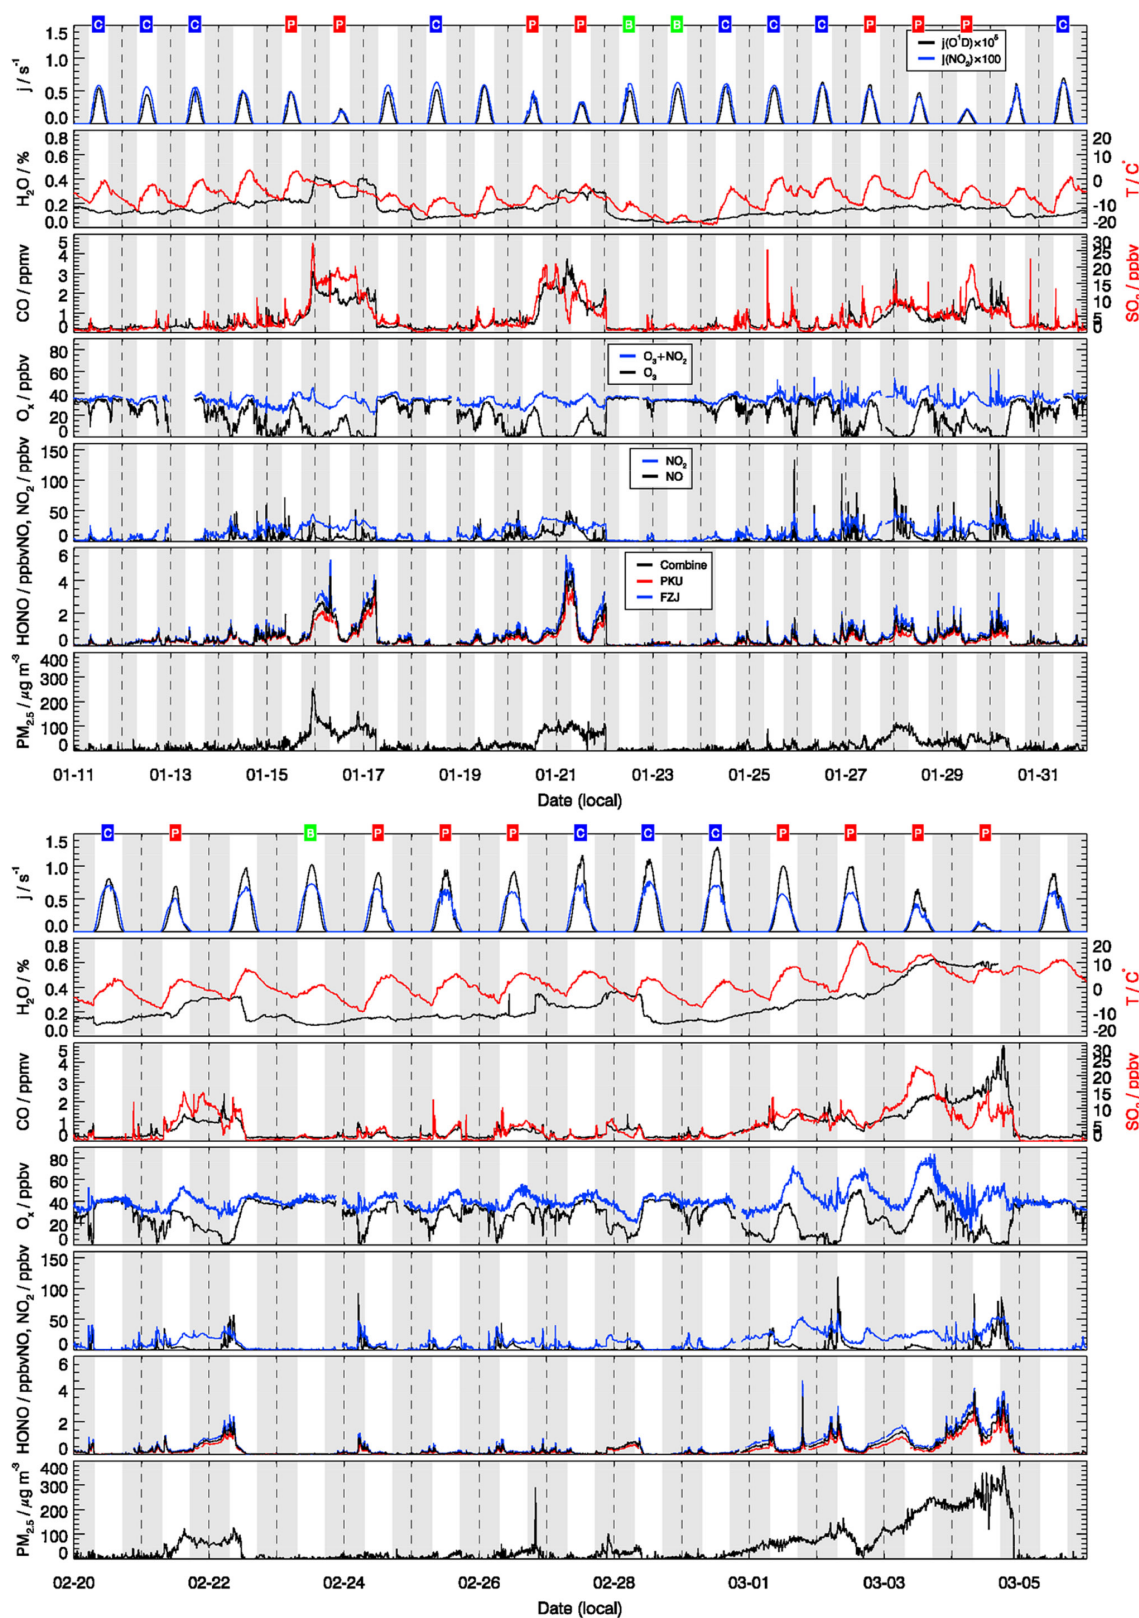 C C C P P C P P B B C C C P P P C
1.5
1.0
0.5
0.0
j / s⁻¹
j(O¹D)×10⁵
j(NO₂)×100
0.8
0.6
0.4
0.2
0.0
H₂O / %
20
10
0
-10
-20
T / C°
5
4
3
2
1
0
CO / ppmv
30
25
20
15
10
5
0
SO₂ / ppbv
80
60
40
20
0
Oₓ / ppbv
O₃+NO₂
O₃
150
100
50
0
NO, NO₂ / ppbv
NO₂
NO
6
4
2
0
HONO / ppbv
Combine
PKU
FZJ
400
300
200
100
0
PM₂.₅ / μg m⁻³
01-11 01-13 01-15 01-17 01-19 01-21 01-23 01-25 01-27 01-29 01-31
Date (local)
C P B P P P C C C P P P P
1.5
1.0
0.5
0.0
j / s⁻¹
0.8
0.6
0.4
0.2
0.0
H₂O / %
20
10
0
-10
-20
T / C
5
4
3
2
1
0
CO / ppmv
30
25
20
15
10
5
0
SO₂ / ppbv
80
60
40
20
0
Oₓ / ppbv
150
100
50
0
NO, NO₂ / ppbv
6
4
2
0
HONO / ppbv
400
300
200
100
0
PM₂.₅ / μg m⁻³
02-20 02-22 02-24 02-26 02-28 03-01 03-03 03-05
Date (local)